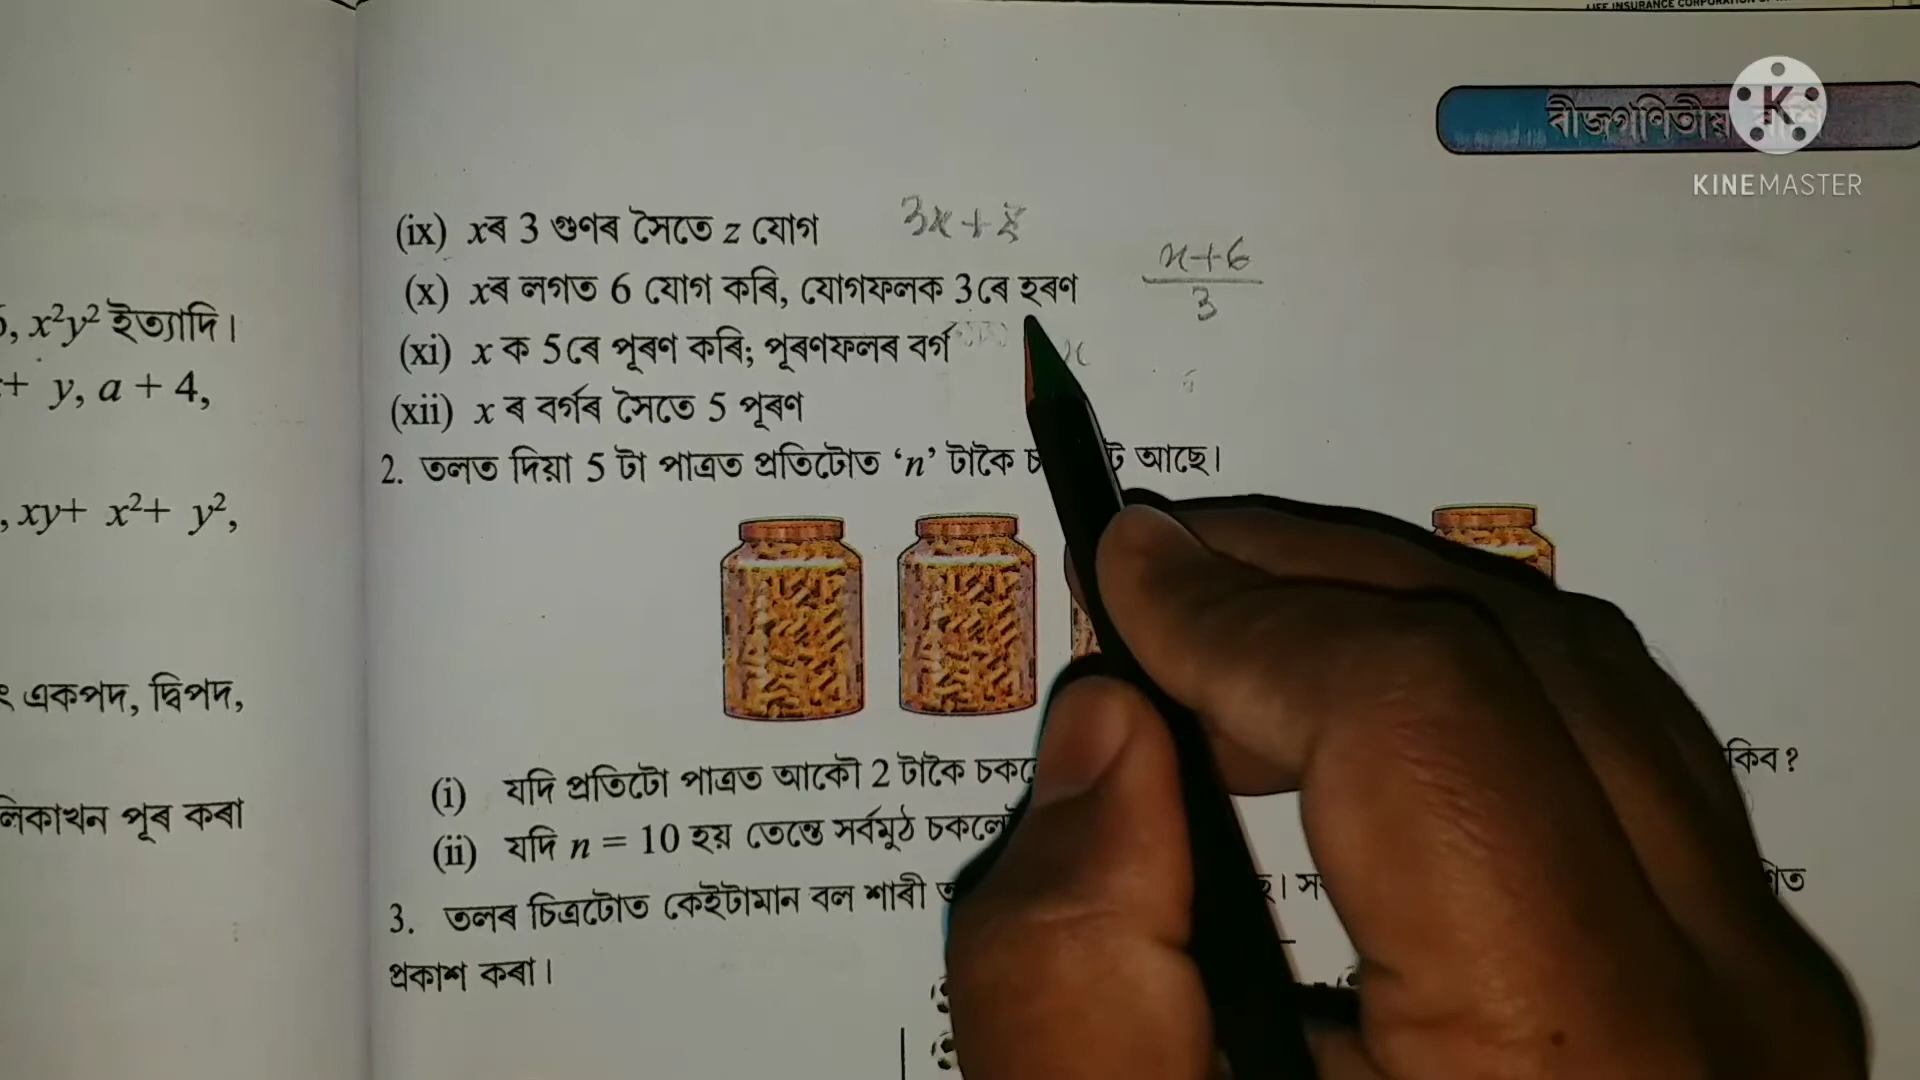 LIFE INSURANCE CORPORATION
বীজগণিতীয় ৰাশি
K
KINEMASTER
x²y² ইত্যাদি।
+ y, a + 4,
, xy+ x²+ y²,
একপদ, দ্বিপদ,
পূৰ কৰা
(ix) xৰ 3 গুণৰ সৈতে z যোগ 3x+z
(x) xৰ লগত 6 যোগ কৰি, যোগফলক 3ৰে হৰণ x+6
3
(xi) x ক 5ৰে পূৰণ কৰি; পূৰণফলৰ বৰ্গ
(xii) x ৰ বৰ্গৰ সৈতে 5 পূৰণ
2. তলত দিয়া 5 টা পাত্ৰত প্ৰতিটোত ‘n’ টাকৈ আছে।
(i) যদি প্ৰতিটো পাত্ৰত আকৌ 2 টাকৈ
(ii) যদি n = 10 হয় তেন্তে সৰ্বমুঠ
3. তলৰ চিত্ৰটোত কেইটামান বল শাৰী
প্ৰকাশ কৰা।